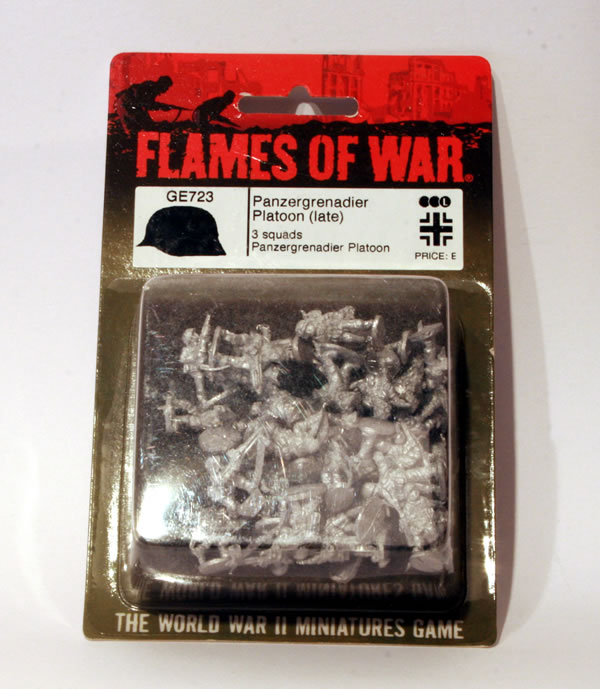 FLAMES OF WAR®
GE723
Panzergrenadier
Platoon (late)
3 squads
Panzergrenadier Platoon
L
PRICE: E
THE WORLD WAR II MINIATURES GAME